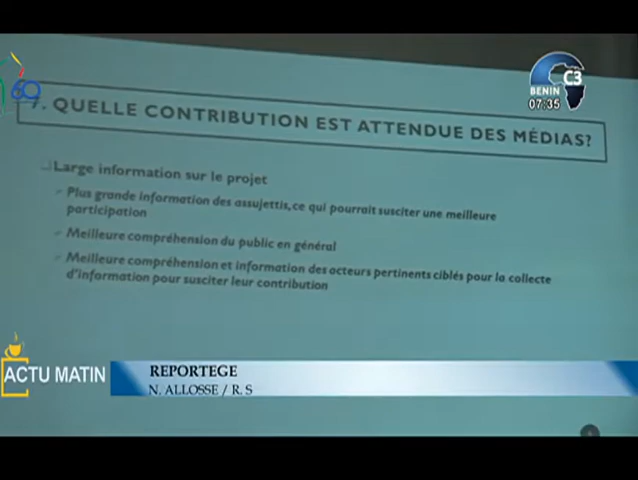 60
C3
BENIN
07:35
7. QUELLE CONTRIBUTION EST ATTENDUE DES MÉDIAS?
Large information sur le projet
Plus grande information des assujettis, ce qui pourrait susciter une meilleure
participation
Meilleure compréhension du public en général
Meilleure compréhension et information des acteurs pertinents ciblés pour la collecte
d'information pour susciter leur contribution
ACTU MATIN
REPORTEGE
N. ALLOSSE / R. S